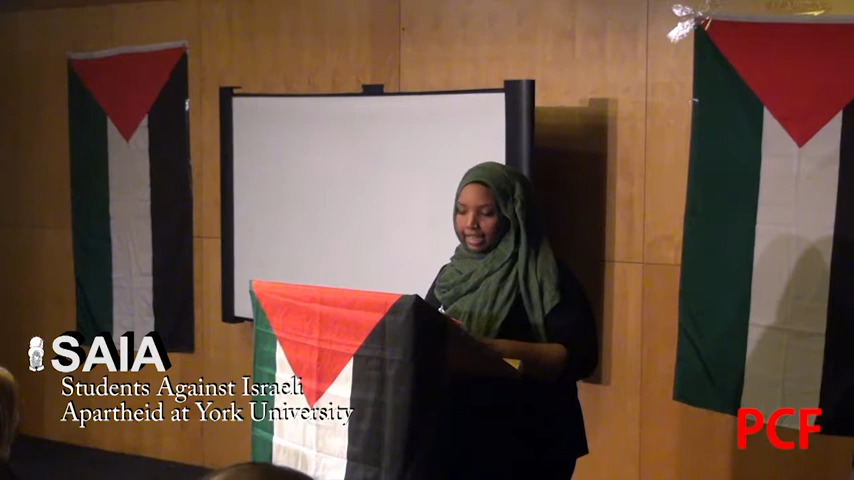 SAIA
Students Against Israeli
Apartheid at York University
PCF